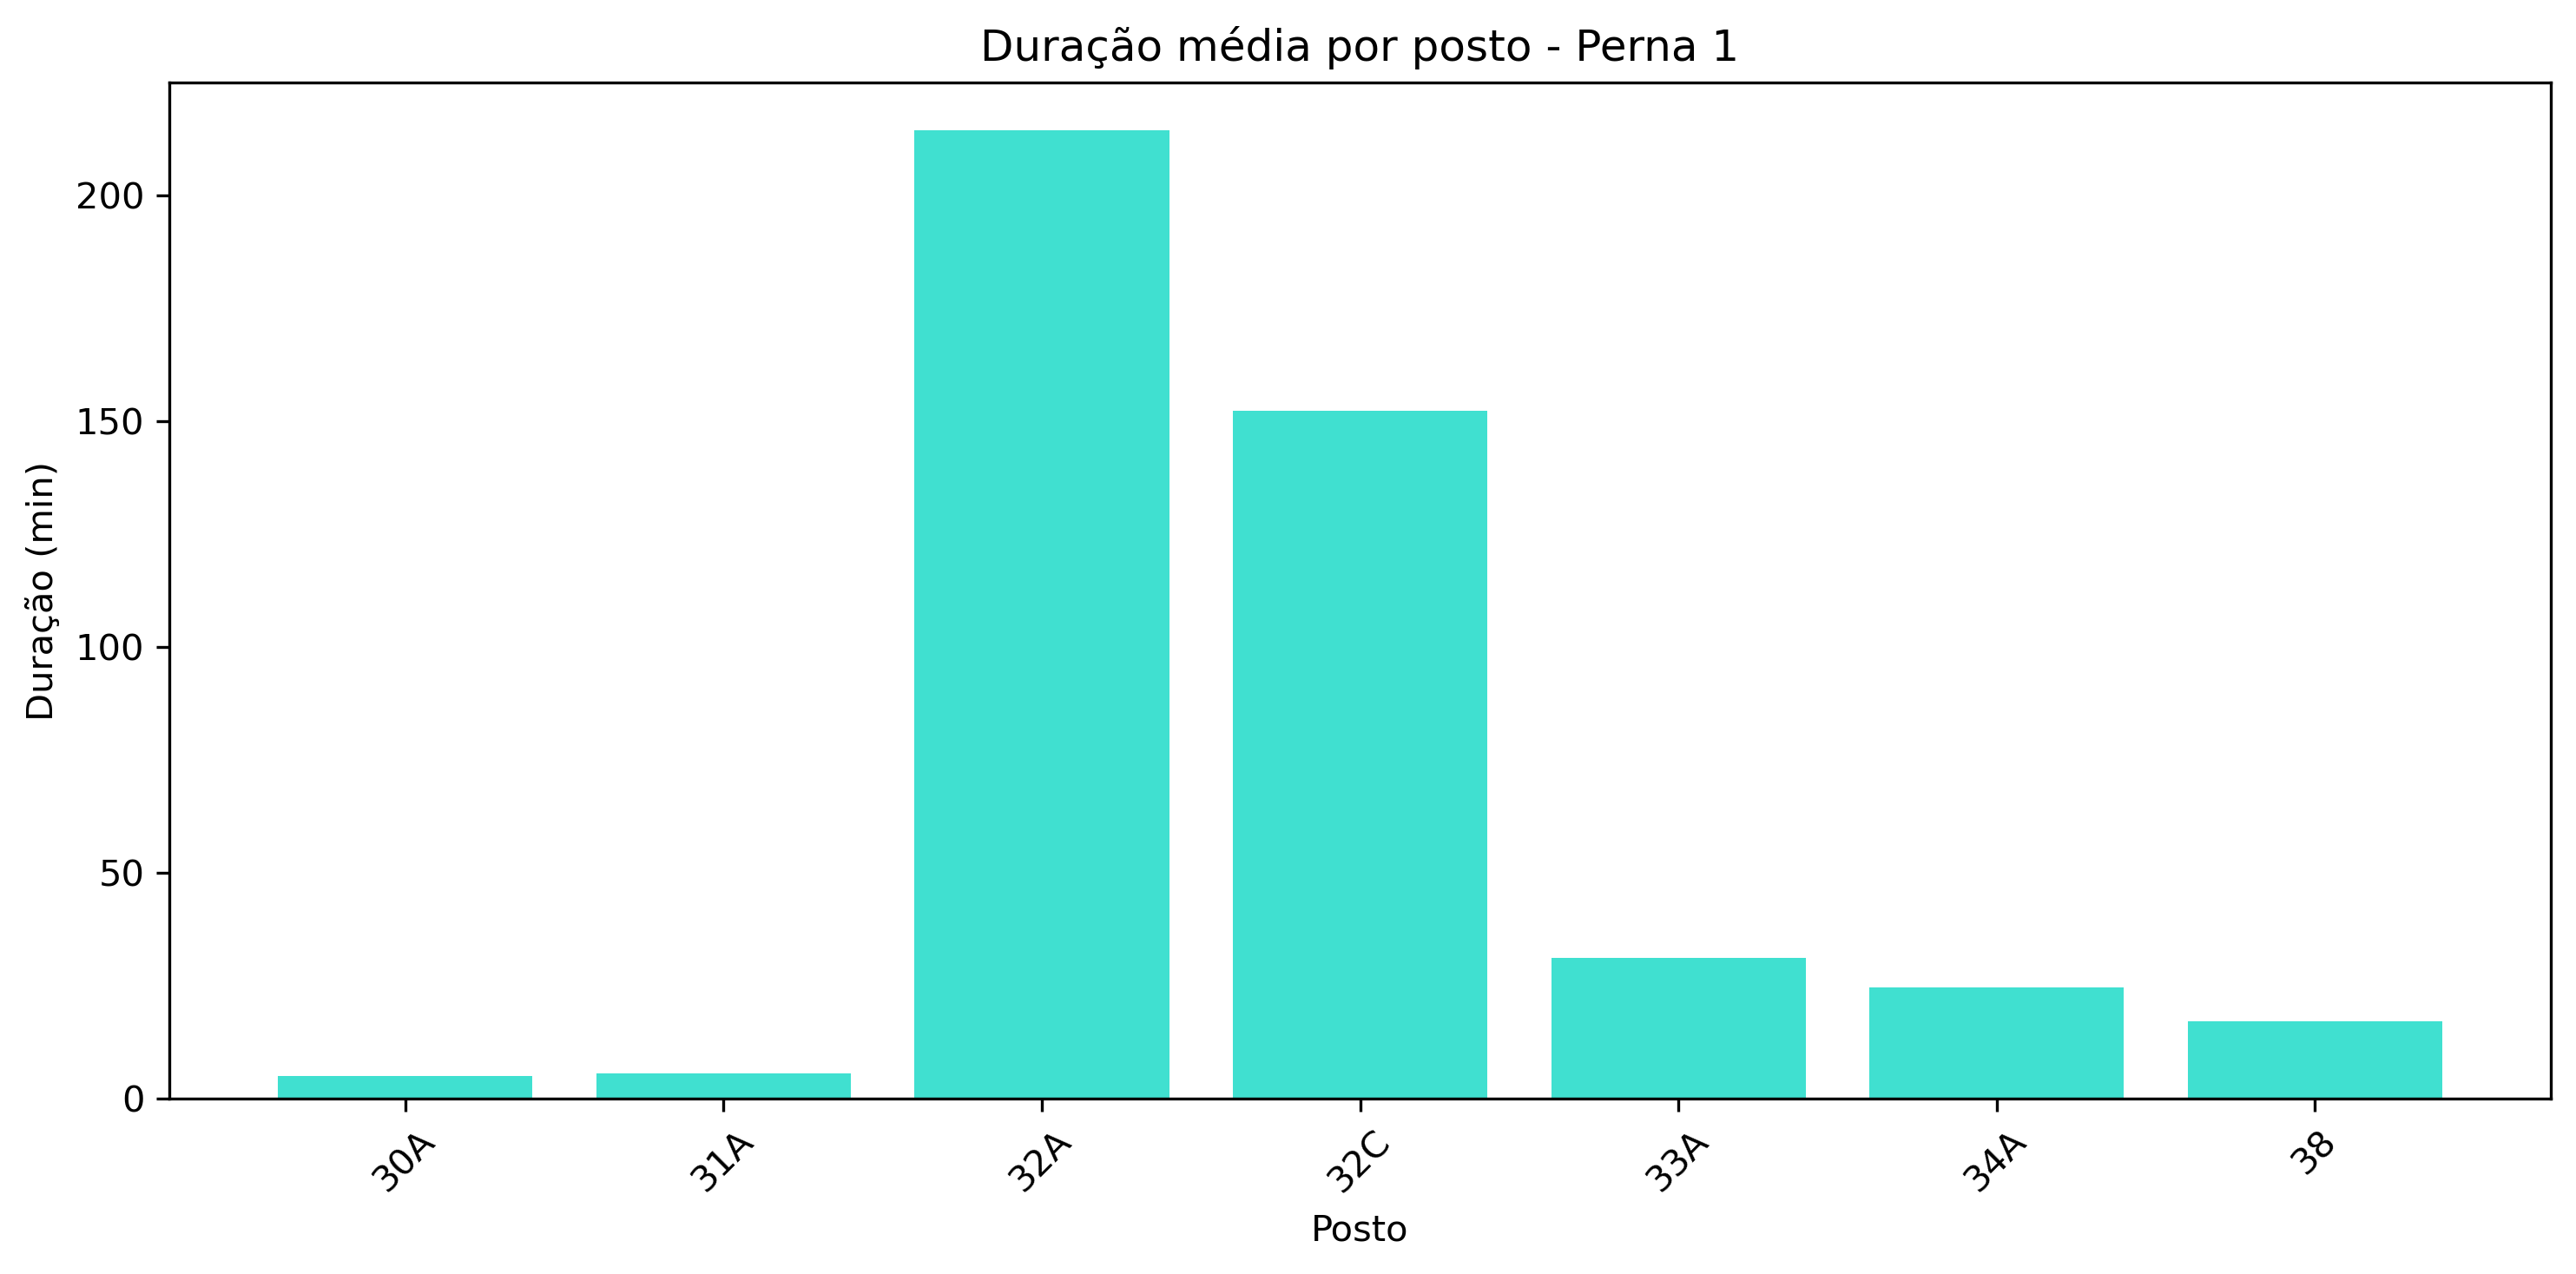 Duração média por posto - Perna 1
Duração (min)
200
150
100
50
0
30A
31A
32A
32C
33A
34A
38
Posto